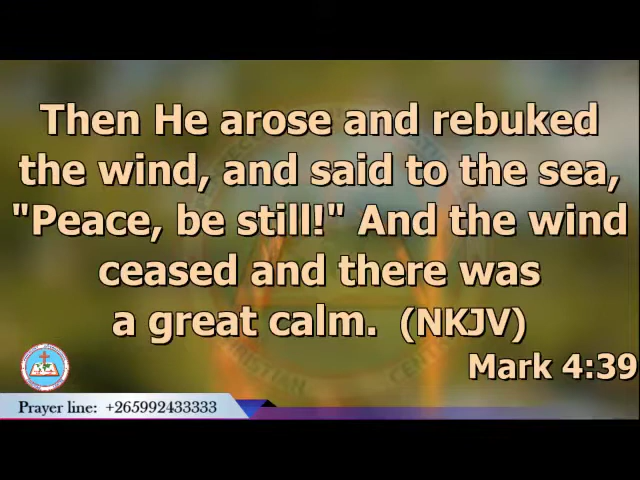 Then He arose and rebuked
the wind, and said to the sea,
"Peace, be still!" And the wind
ceased and there was
a great calm. (NKJV)
Mark 4:39
Prayer line: +265992433333